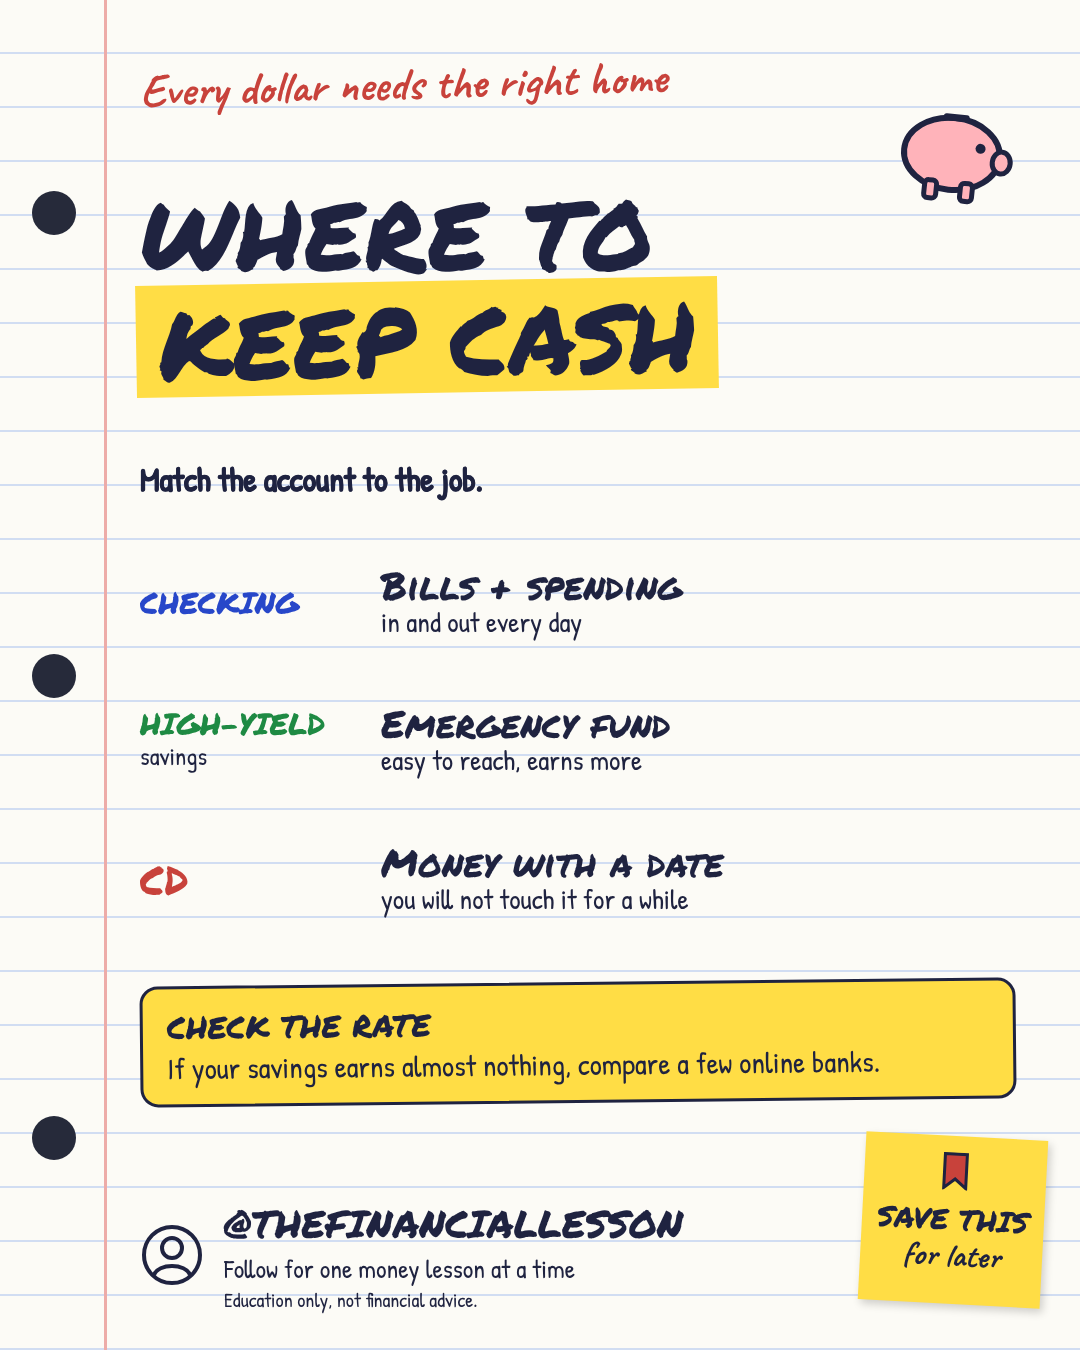 Every dollar needs the right home
WHERE TO
KEEP CASH
Match the account to the job.
CHECKING
BILLS + SPENDING
in and out every day
HIGH-YIELD
savings
EMERGENCY FUND
easy to reach, earns more
CD
MONEY WITH A DATE
you will not touch it for a while
CHECK THE RATE
If your savings earns almost nothing, compare a few online banks.
@THEFINANCIALLESSON
Follow for one money lesson at a time
Education only, not financial advice.
SAVE THIS
for later